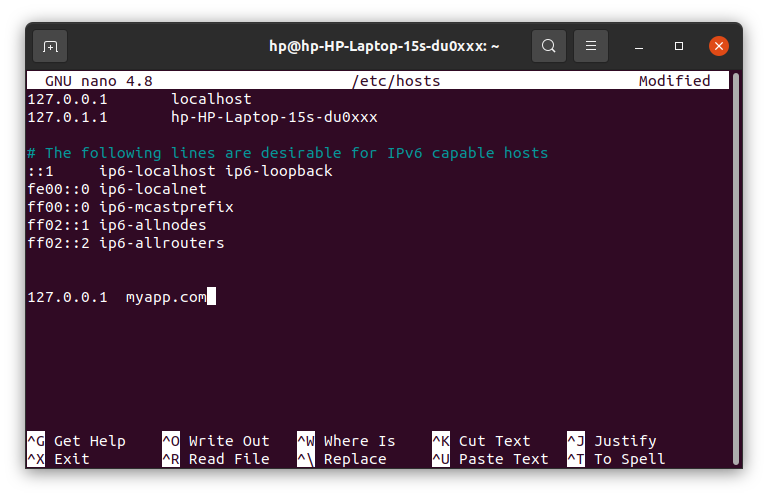 hp@hp-HP-Laptop-15s-du0xxx: ~
GNU nano 4.8 /etc/hosts Modified
127.0.0.1 localhost
127.0.1.1 hp-HP-Laptop-15s-du0xxx
# The following lines are desirable for IPv6 capable hosts
::1 ip6-localhost ip6-loopback
fe00::0 ip6-localnet
ff00::0 ip6-mcastprefix
ff02::1 ip6-allnodes
ff02::2 ip6-allrouters
127.0.0.1 myapp.com
^G Get Help ^O Write Out ^W Where Is ^K Cut Text ^J Justify
^X Exit ^R Read File ^\ Replace ^U Paste Text ^T To Spell